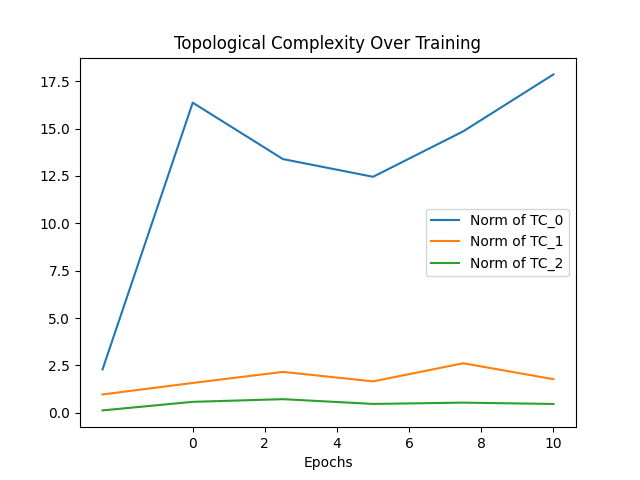 Topological Complexity Over Training
17.5
15.0
12.5
10.0
7.5
5.0
2.5
0.0
Norm of TC_0
Norm of TC_1
Norm of TC_2
0 2 4 6 8 10
Epochs